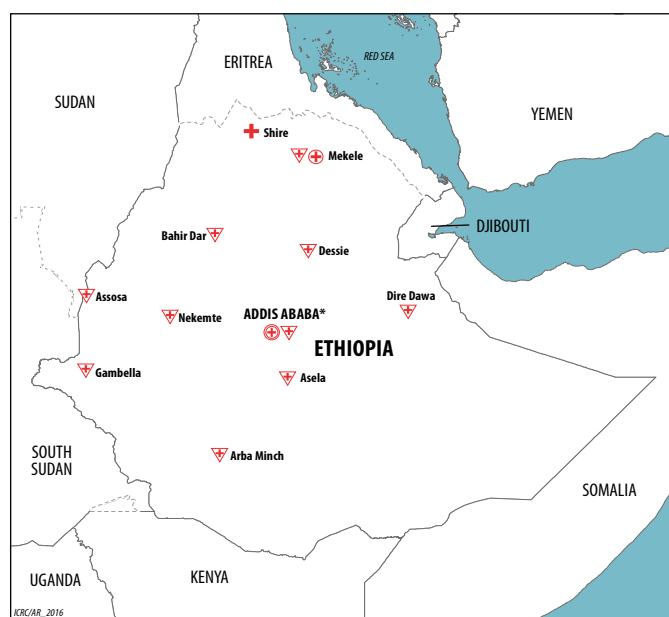 RED SEA
ERITREA
SUDAN
YEMEN
Shire
Mekele
DJIBOUTI
Bahir Dar
Dessie
Assosa
Dire Dawa
Nekemte
ADDIS ABABA*
ETHIOPIA
Gambella
Asela
SOUTH
SUDAN
Arba Minch
SOMALIA
UGANDA
KENYA
ICRC/AR_2016